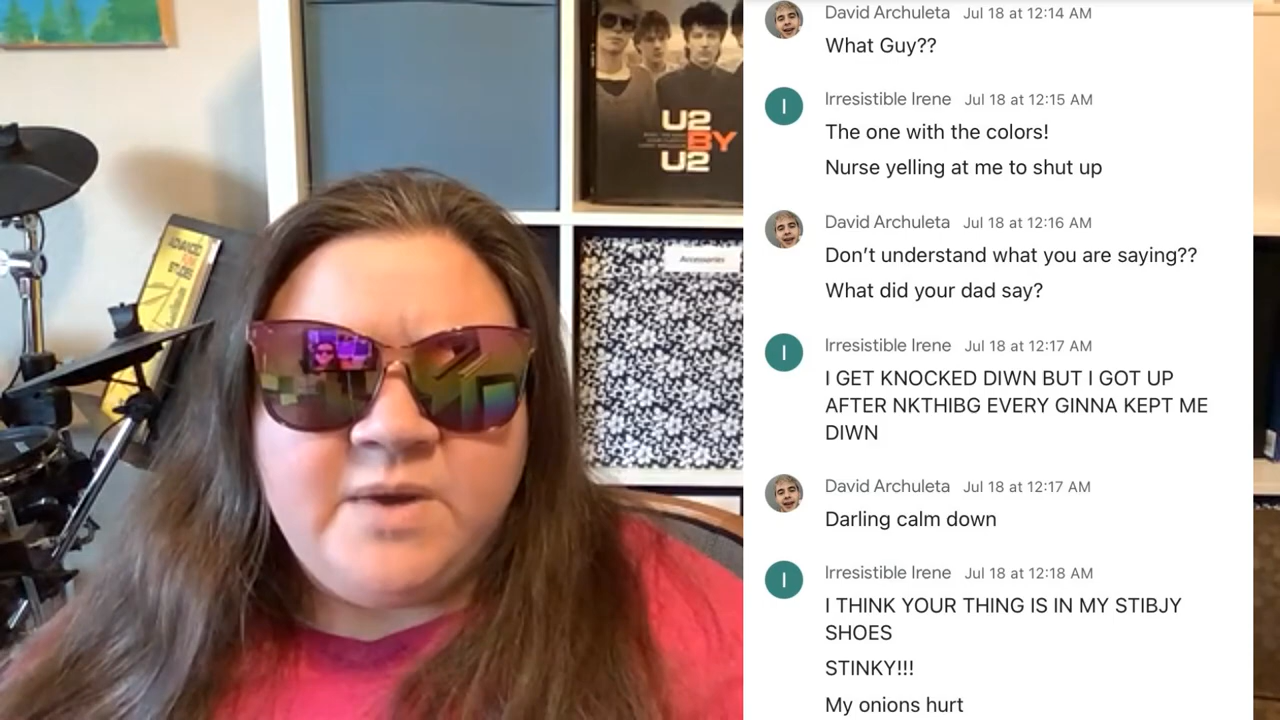 U2
BY
U2
ADVANCED
Accessories
David Archuleta Jul 18 at 12:14 AM
What Guy??
I
Irresistible Irene Jul 18 at 12:15 AM
The one with the colors!
Nurse yelling at me to shut up
David Archuleta Jul 18 at 12:16 AM
Don’t understand what you are saying??
What did your dad say?
I
Irresistible Irene Jul 18 at 12:17 AM
I GET KNOCKED DIWN BUT I GOT UP
AFTER NKTHIBG EVERY GINNA KEPT ME
DIWN
David Archuleta Jul 18 at 12:17 AM
Darling calm down
I
Irresistible Irene Jul 18 at 12:18 AM
I THINK YOUR THING IS IN MY STIBJY
SHOES
STINKY!!!
My onions hurt